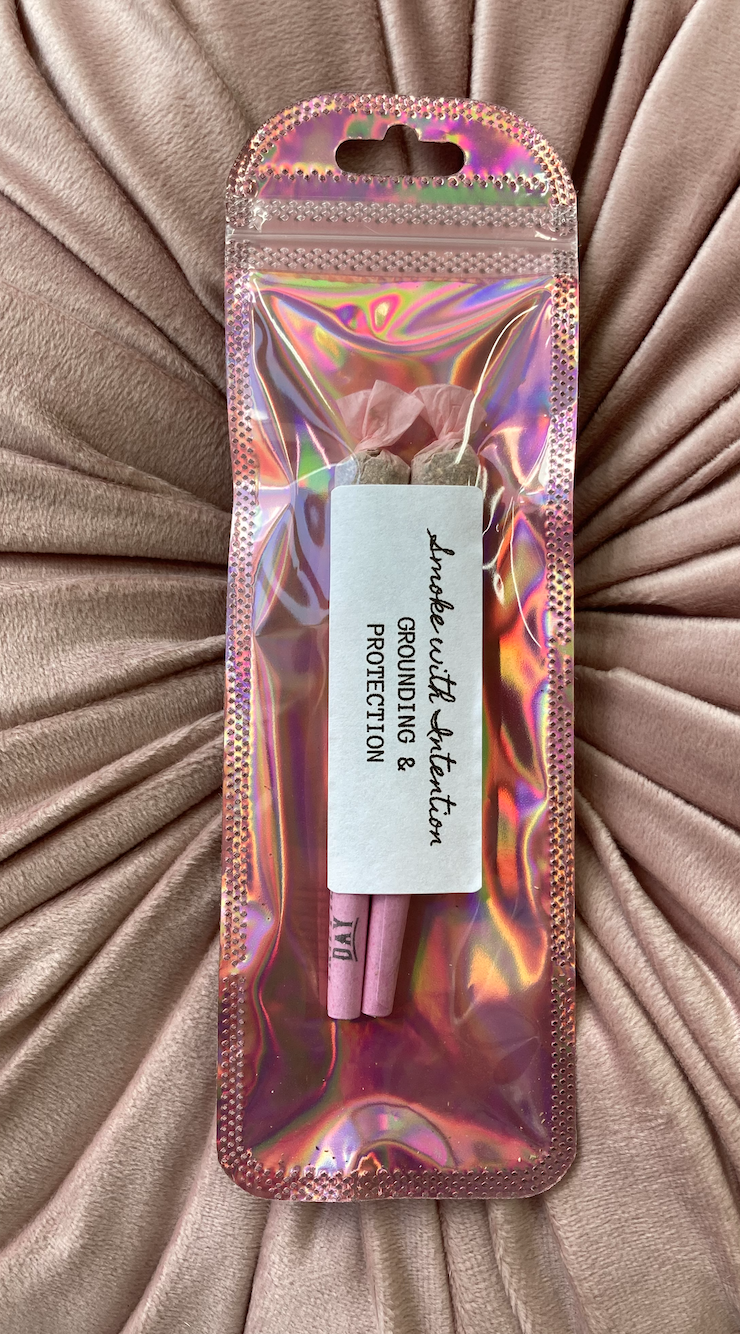 Smoke with Intention
GROUNDING &
PROTECTION
DAY